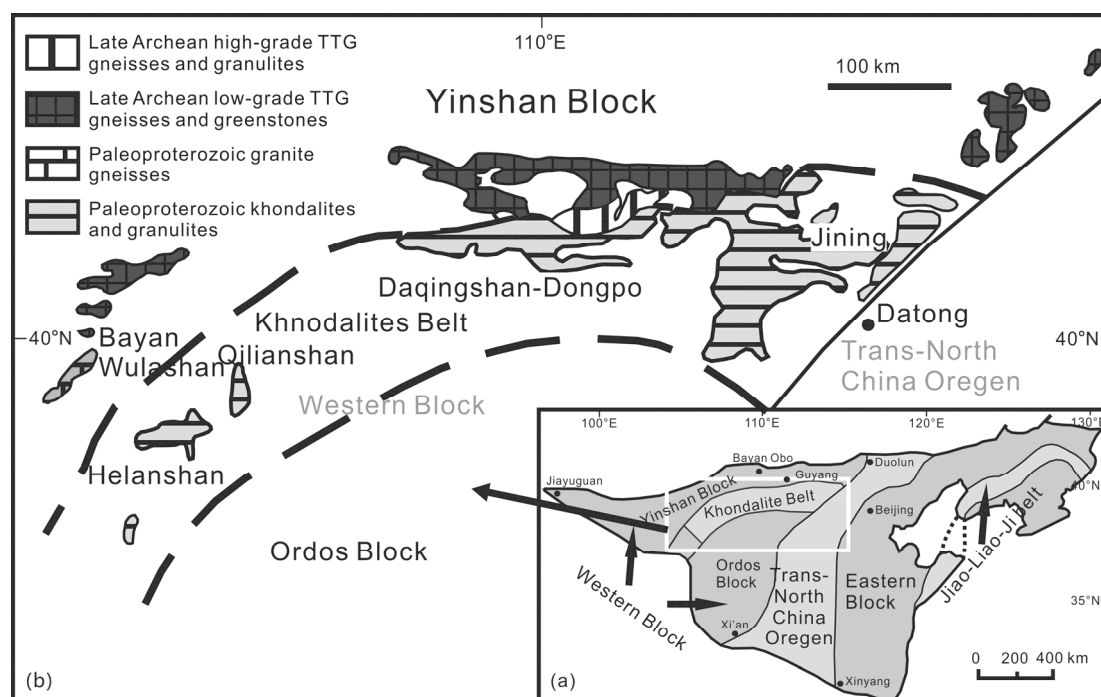 110°E
Late Archean high-grade TTG
gneisses and granulites
Late Archean low-grade TTG
gneisses and greenstones
Paleoproterozoic granite
gneisses
Paleoproterozoic khondalites
and granulites
100 km
Yinshan Block
Jining
Daqingshan-Dongpo
Khnodalites Belt
Datong
40°N
40°N
Bayan
Wulashan
Qilianshan
Trans-North
China Oregen
Western Block
Helanshan
Ordos Block
(b)
100°E
110°E
120°E
130°E
Bayan Obo
Duolun
Jiayuguan
Guyang
40°N
Yinshan Block
Khondalite Belt
Beijing
Jiao-Liao-Ji belt
Ordos
Block
Trans-
North
China
Oregen
Eastern
Block
Western Block
35°N
Xi'an
Xinyang
0 200 400 km
(a)